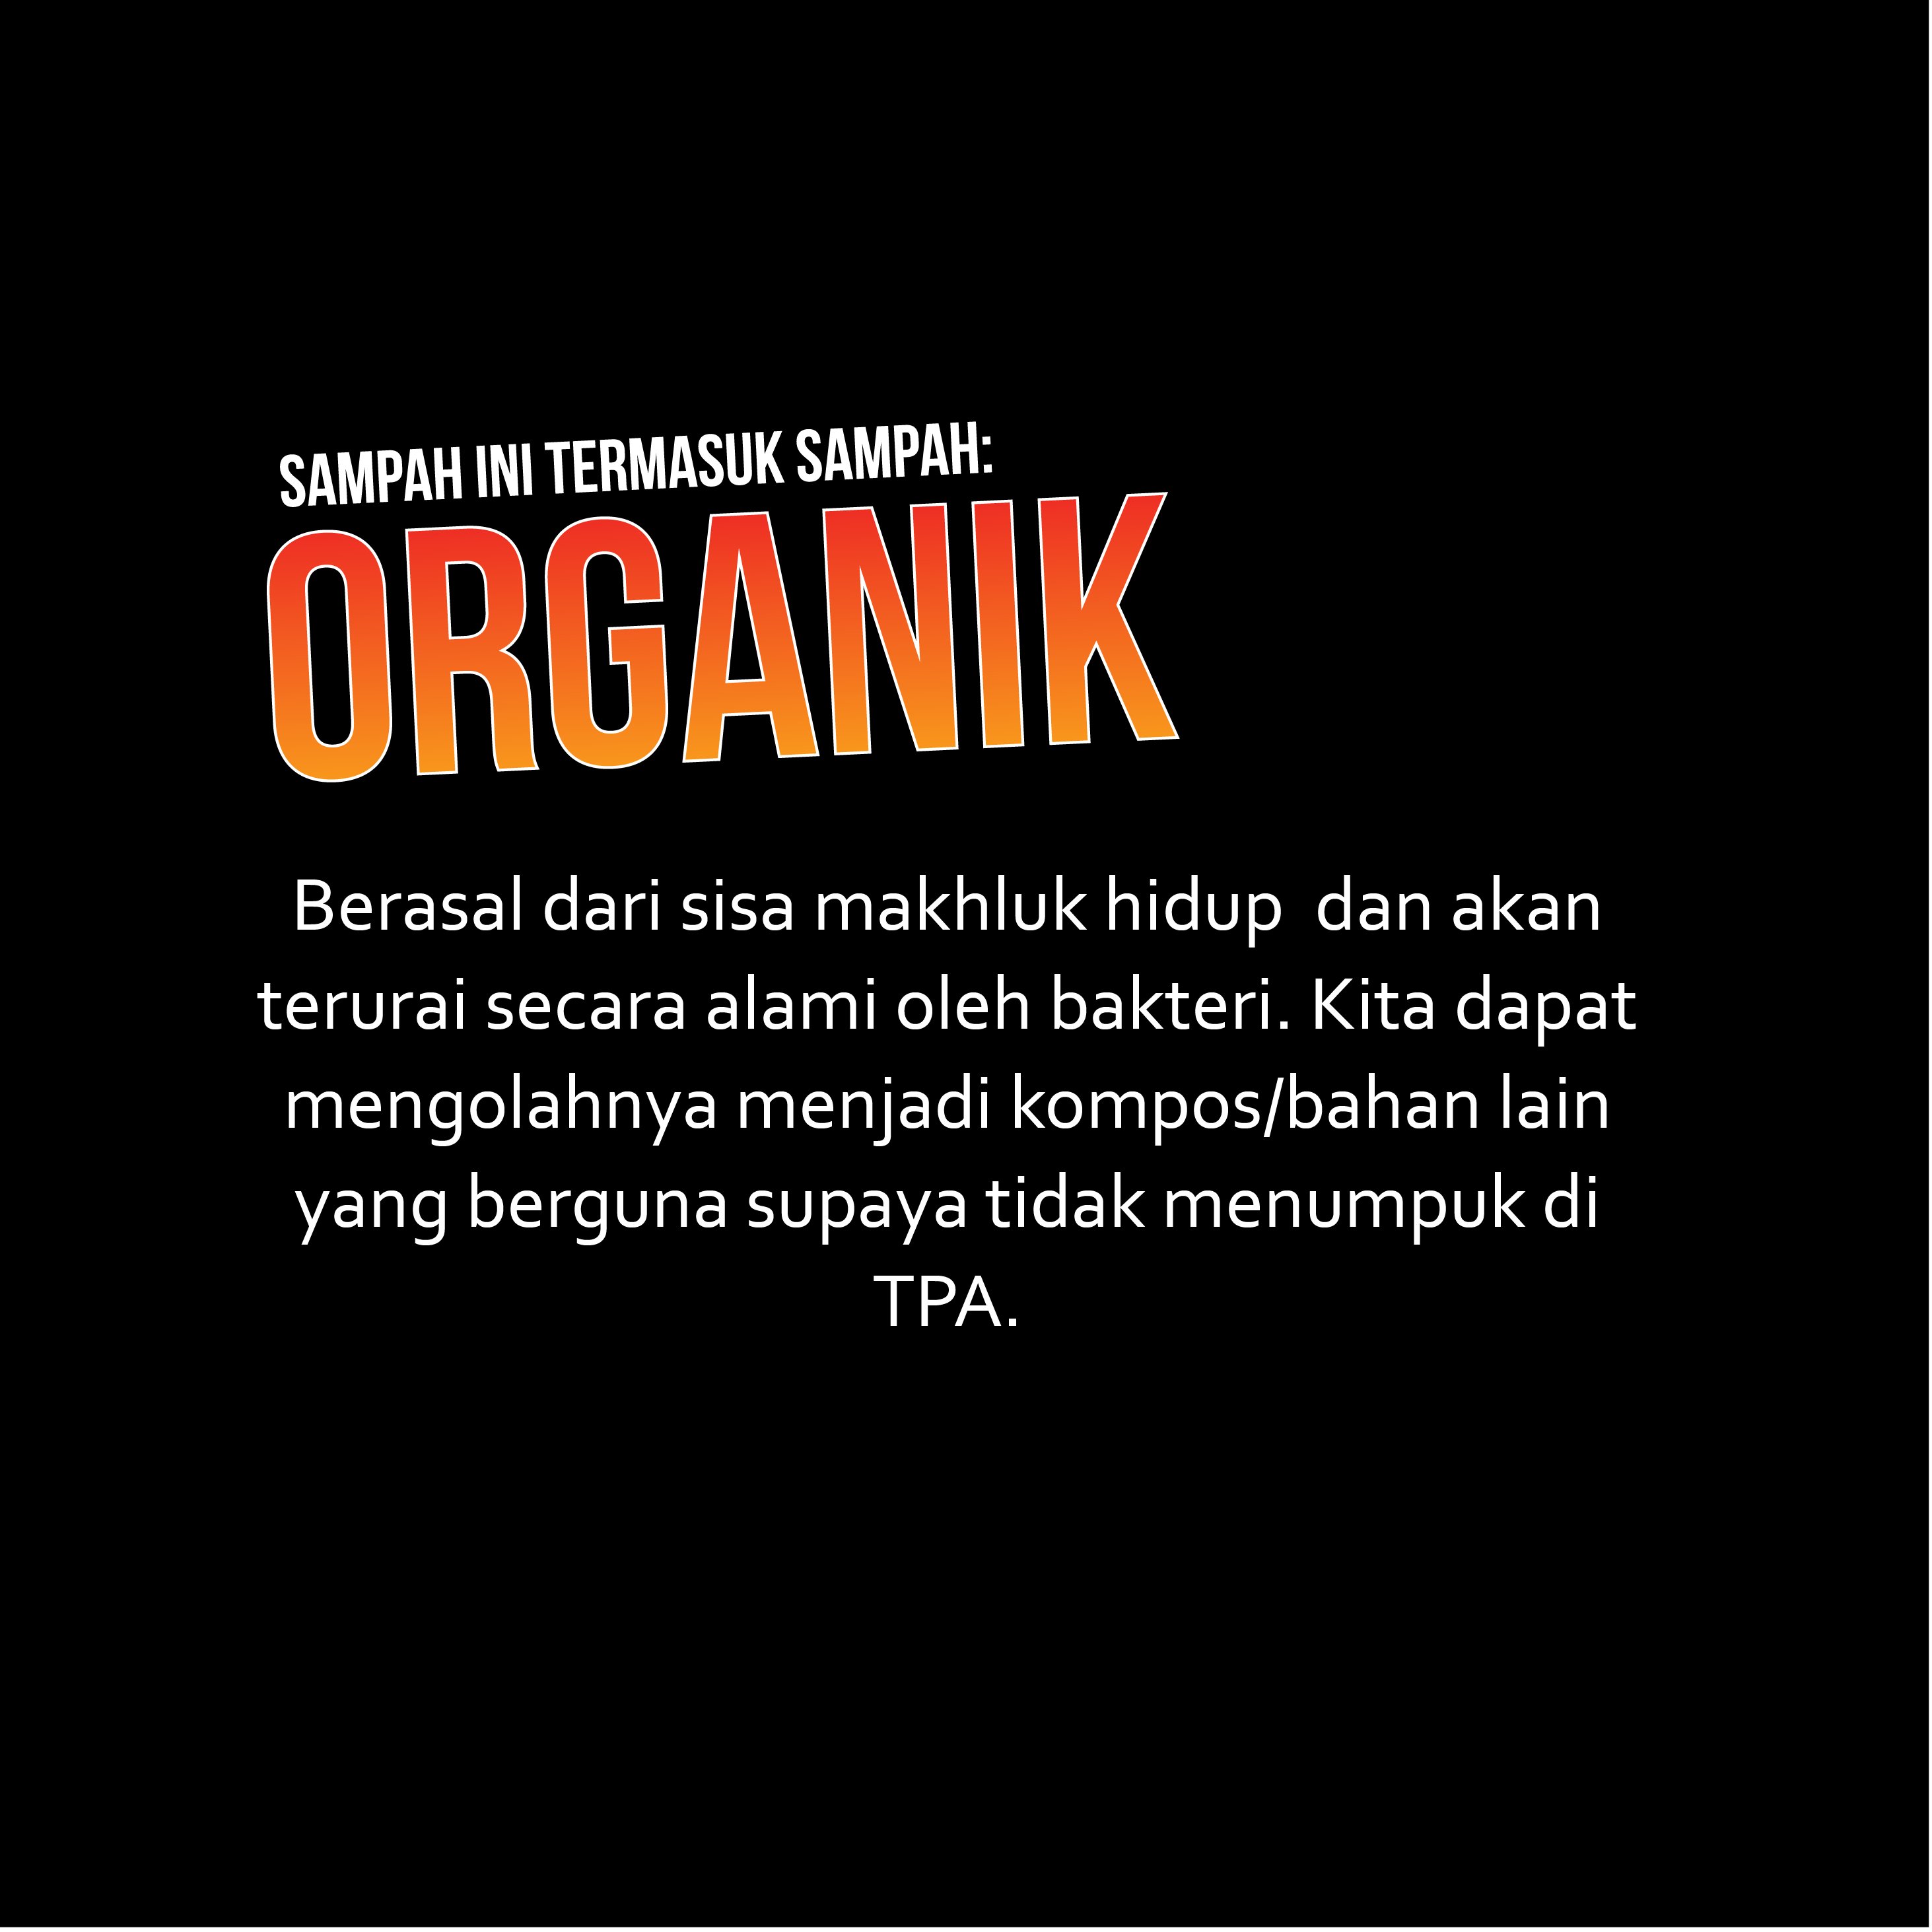 SAMPAH INI TERMASUK SAMPAH:
ORGANIK
Berasal dari sisa makhluk hidup  dan akan
terurai secara alami oleh bakteri. Kita dapat
mengolahnya menjadi kompos/bahan lain
yang berguna supaya tidak menumpuk di
TPA.